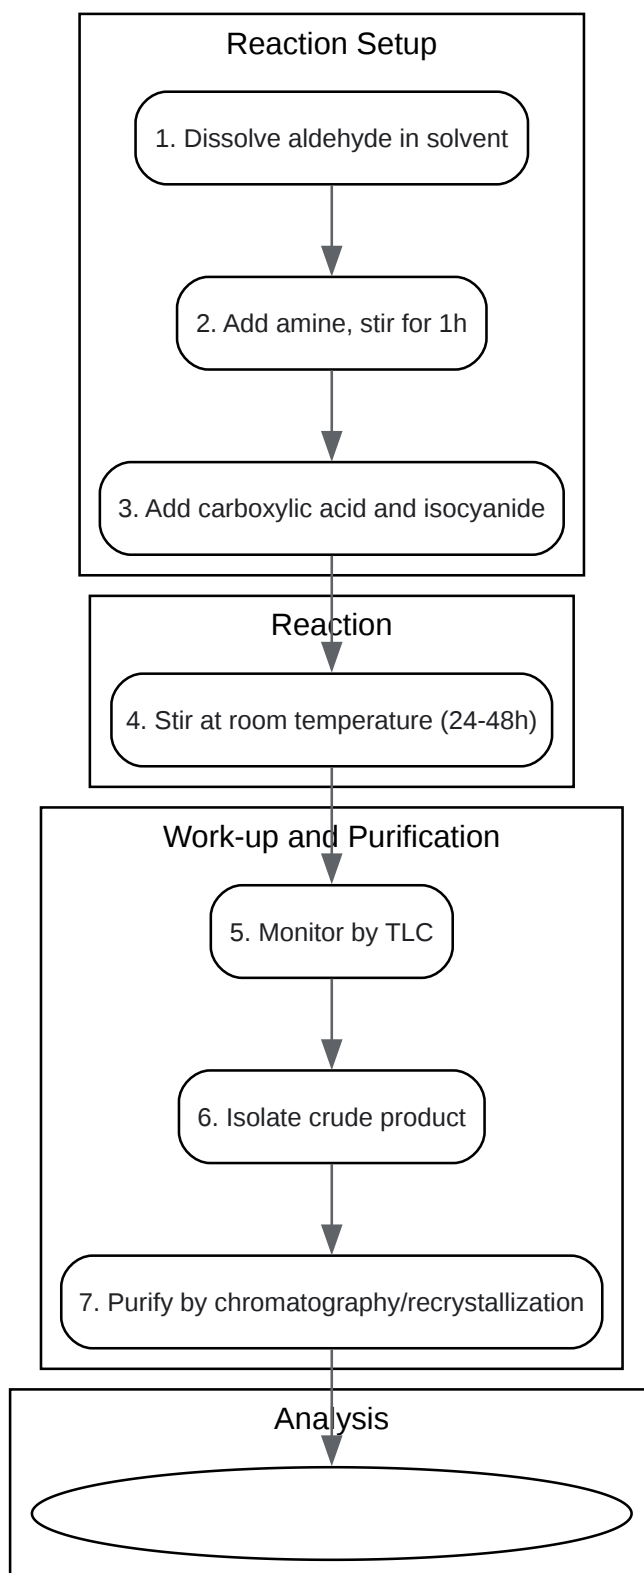 Reaction Setup
1. Dissolve aldehyde in solvent
2. Add amine, stir for 1h
3. Add carboxylic acid and isocyanide
Reaction
4. Stir at room temperature (24-48h)
Work-up and Purification
5. Monitor by TLC
6. Isolate crude product
7. Purify by chromatography/recrystallization
Analysis